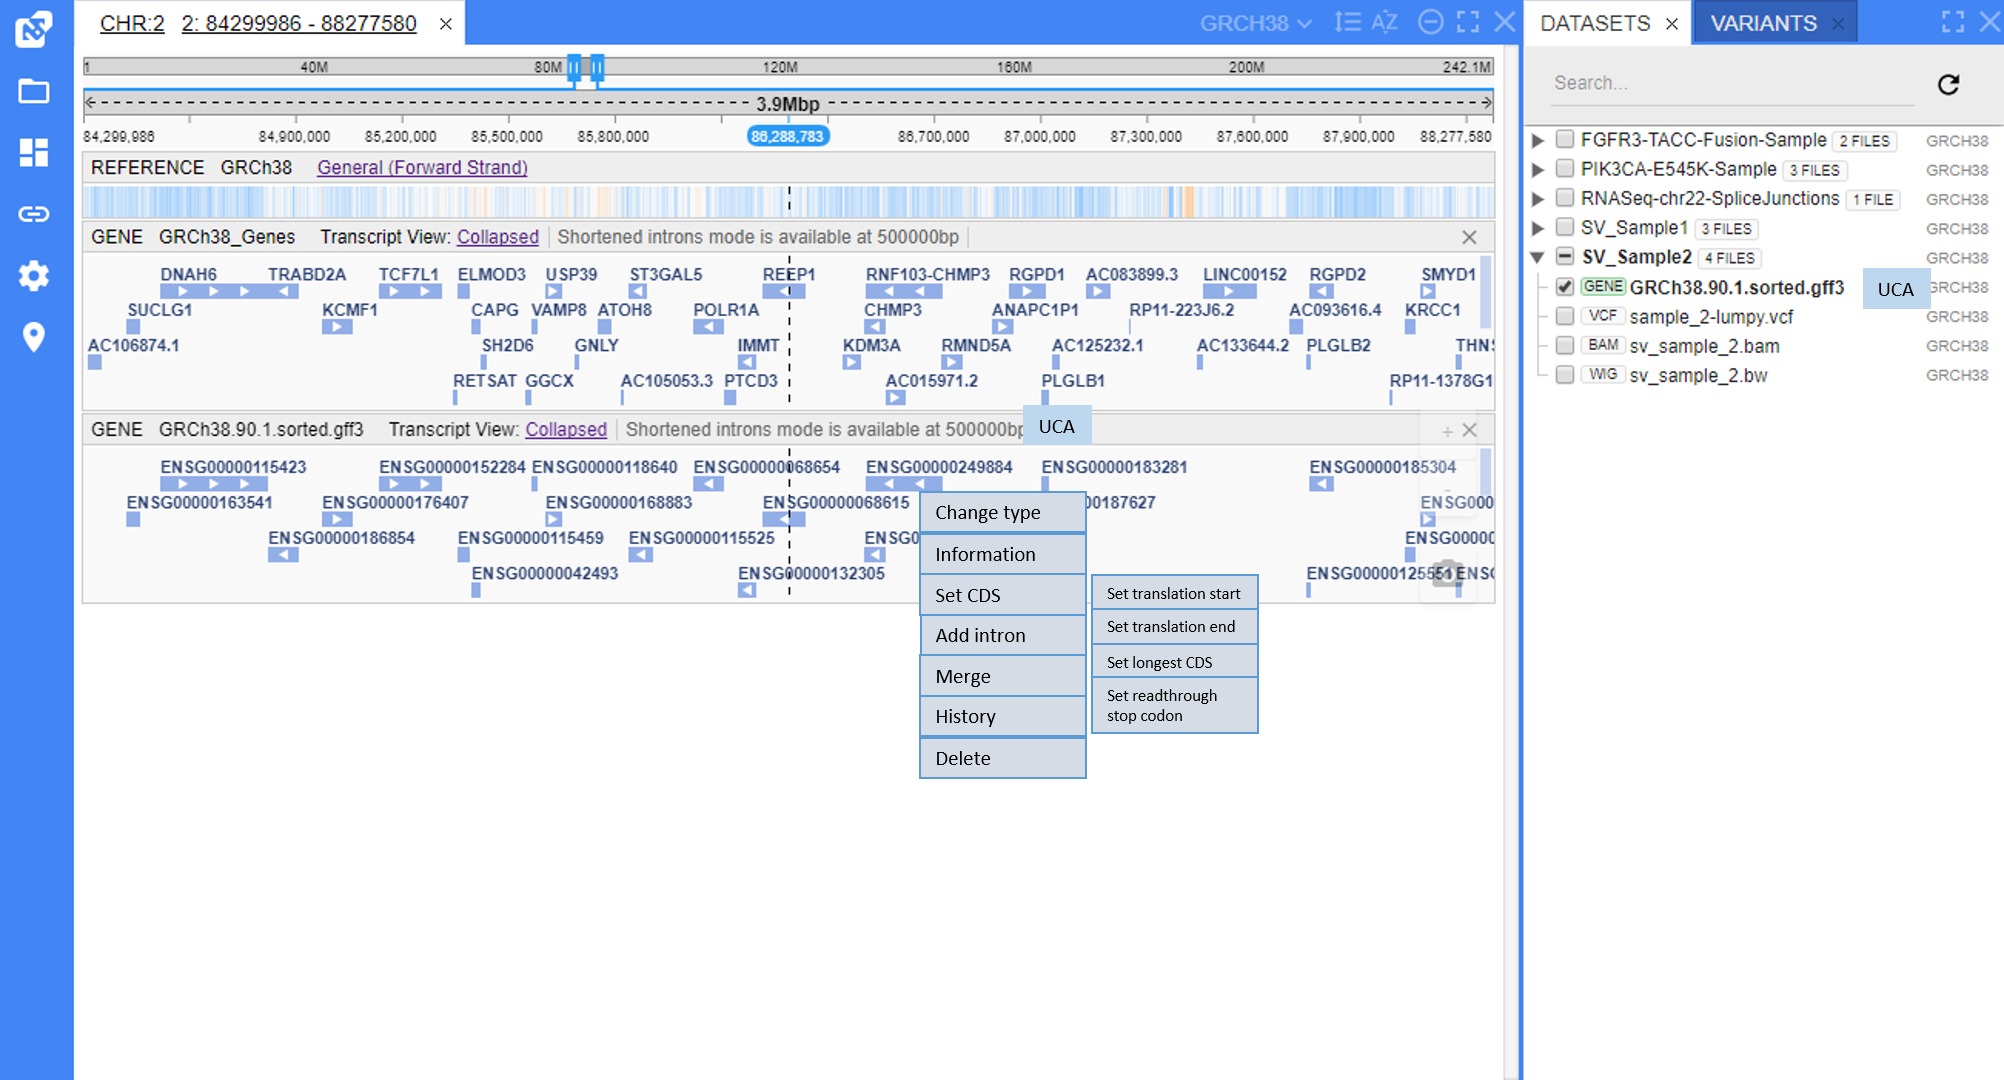 CHR:2 2: 84299986 - 88277580
GRCH38
DATASETS VARIANTS
1 40M 80M 120M 160M 200M 242.1M
3.9Mbp
84,299,986 84,900,000 85,200,000 85,500,000 85,800,000 86,288,783 86,700,000 87,000,000 87,300,000 87,600,000 87,900,000 88,277,580
REFERENCE GRCh38 General (Forward Strand)
GENE GRCh38_Genes Transcript View: Collapsed Shortened introns mode is available at 500000bp
DNAH6 TRABD2A TCF7L1 ELMOD3 USP39 ST3GAL5 REEP1 RNF103-CHMP3 RGPD1 AC083899.3 LINC00152 RGPD2 SMYD1
SUCLG1 KCMF1 CAPG VAMP8 ATOH8 POLR1A CHMP3 ANAPC1P1 RP11-223J6.2 AC093616.4 KRCC1
AC106874.1 SH2D6 GNLY IMMT KDM3A RMND5A AC125232.1 AC133644.2 PLGLB2 THNS
RETSAT GGCX AC105053.3 PTCD3 AC015971.2 PLGLB1 RP11-1378G1
GENE GRCh38.90.1.sorted.gff3 Transcript View: Collapsed Shortened introns mode is available at 500000bp UCA
ENSG00000115423 ENSG00000152284 ENSG00000118640 ENSG00000068654 ENSG00000249884 ENSG00000183281 ENSG00000185304
ENSG00000163541 ENSG00000176407 ENSG00000168883 ENSG00000068615 00187627 ENSG000
ENSG00000186854 ENSG00000115459 ENSG00000115525 ENSG0 ENSG0000
ENSG00000042493 ENSG00000132305 ENSG00000125551 ENS
Change type
Information
Set CDS
Add intron
Merge
History
Delete
Set translation start
Set translation end
Set longest CDS
Set readthrough
stop codon
Search...
FGFR3-TACC-Fusion-Sample 2 FILES GRCH38
PIK3CA-E545K-Sample 3 FILES GRCH38
RNASeq-chr22-SpliceJunctions 1 FILE GRCH38
SV_Sample1 3 FILES GRCH38
SV_Sample2 4 FILES GRCH38
GENE GRCh38.90.1.sorted.gff3 UCA GRCH38
VCF sample_2-lumpy.vcf GRCH38
BAM sv_sample_2.bam GRCH38
WIG sv_sample_2.bw GRCH38